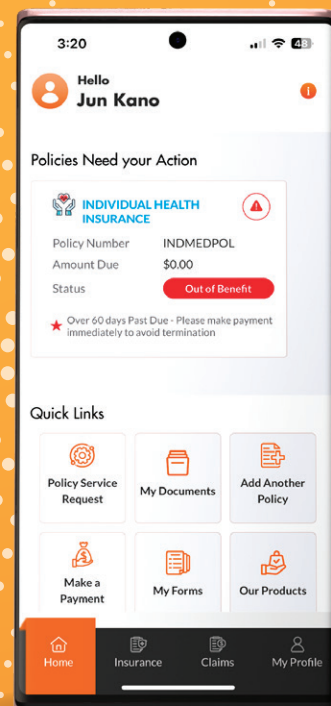 3:20
48
Hello
Jun Kano
i
Policies Need your Action
INDIVIDUAL HEALTH
INSURANCE
Policy Number INDMEDPOL
Amount Due $0.00
Status Out of Benefit
Over 60 days Past Due - Please make payment
immediately to avoid termination
Quick Links
Policy Service
Request
My Documents
Add Another
Policy
Make a
Payment
My Forms
Our Products
Home Insurance Claims My Profile